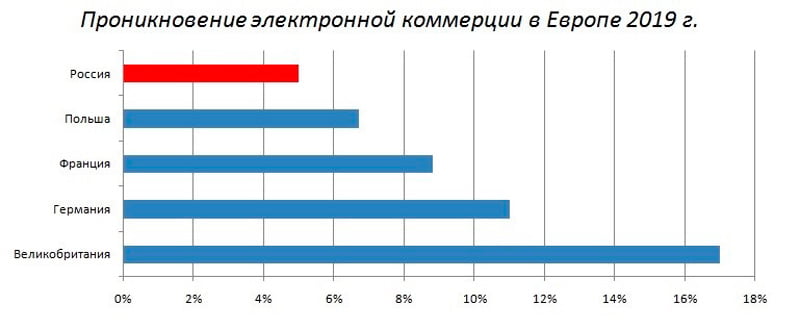 Проникновение электронной коммерции в Европе 2019 г.
Россия
Польша
Франция
Германия
Великобритания
0% 2% 4% 6% 8% 10% 12% 14% 16% 18%